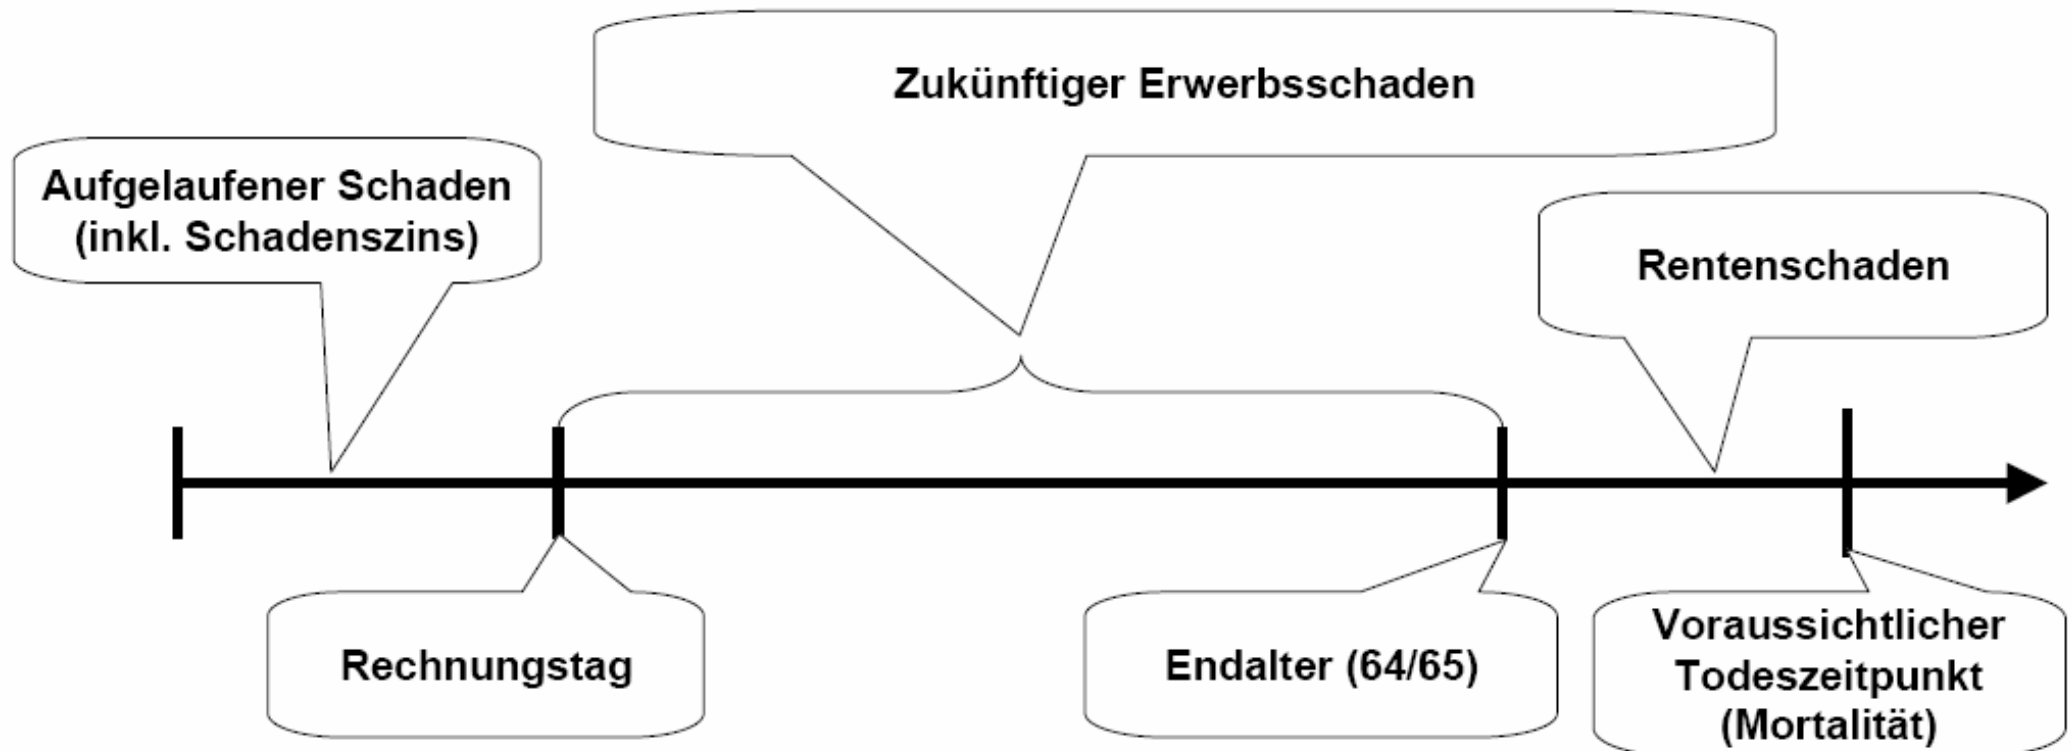 Zukünftiger Erwerbsschaden
Aufgelaufener Schaden
(inkl. Schadenszins)
Rentenschaden
Rechnungstag
Endalter (64/65)
Voraussichtlicher
Todeszeitpunkt
(Mortalität)